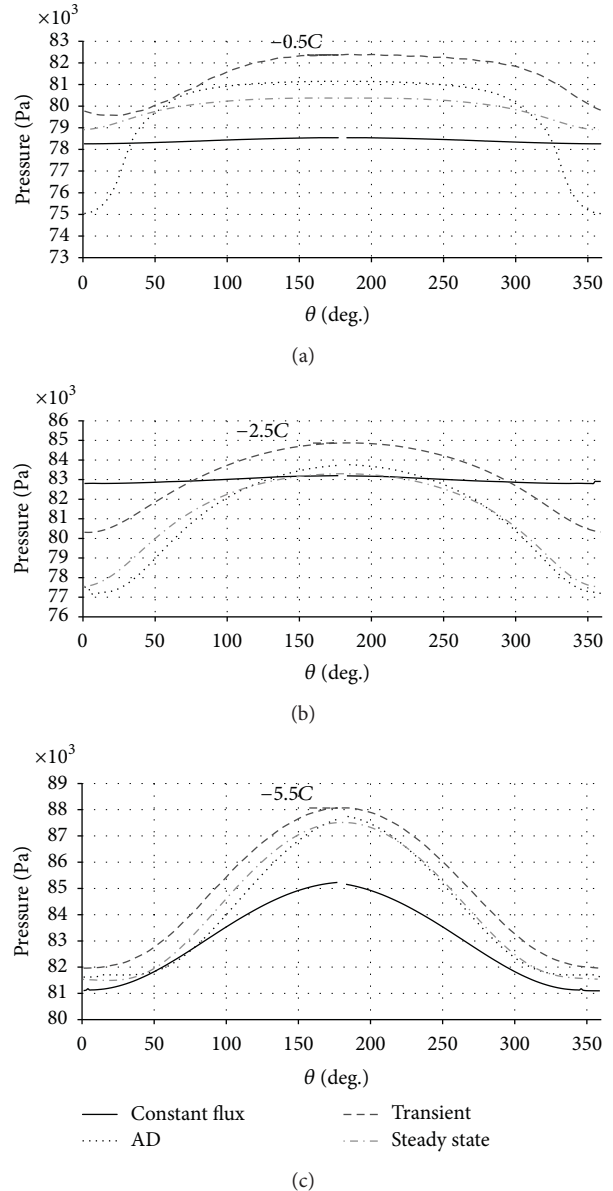 ×10³
−0.5C
83
82
81
80
79
78
77
76
75
74
73
Pressure (Pa)
0 50 100 150 200 250 300 350
θ (deg.)
(a)
×10³
−2.5C
86
85
84
83
82
81
80
79
78
77
76
Pressure (Pa)
0 50 100 150 200 250 300 350
θ (deg.)
(b)
×10³
−5.5C
89
88
87
86
85
84
83
82
81
80
Pressure (Pa)
0 50 100 150 200 250 300 350
θ (deg.)
Constant flux Transient
AD Steady state
(c)